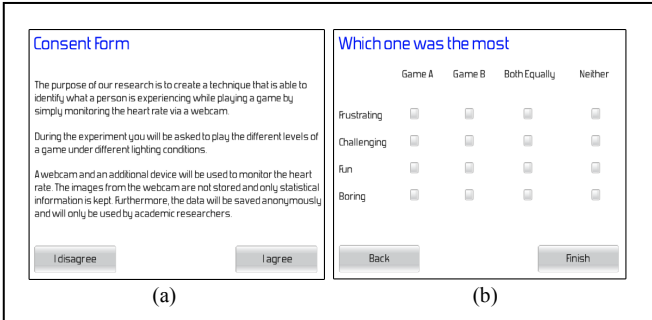 Consent Form
The purpose of our research is to create a technique that is able to
identify what a person is experiencing while playing a game by
simply monitoring the heart rate via a webcam.
During the experiment you will be asked to play the different levels of
a game under different lighting conditions.
A webcam and an additional device will be used to monitor the heart
rate. The images from the webcam are not stored and only statistical
information is kept. Furthermore, the data will be saved anonymously
and will only be used by academic researchers.
I disagree
I agree
(a)
Which one was the most
Game A Game B Both Equally Neither
Frustrating
Challenging
Fun
Boring
Back
Finish
(b)